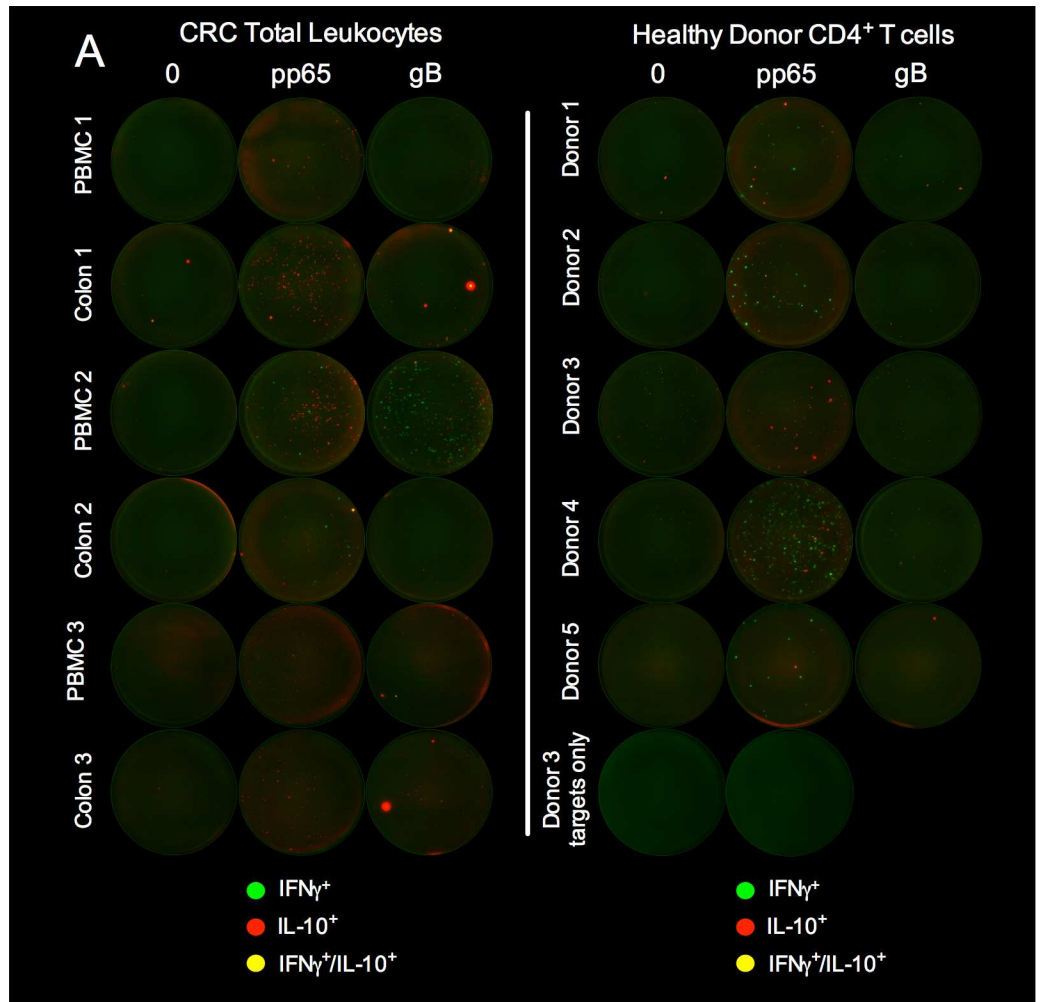 A
CRC Total Leukocytes
0 pp65 gB
PBMC 1
Colon 1
PBMC 2
Colon 2
PBMC 3
Colon 3
IFNγ⁺
IL-10⁺
IFNγ⁺/IL-10⁺
Healthy Donor CD4⁺ T cells
0 pp65 gB
Donor 1
Donor 2
Donor 3
Donor 4
Donor 5
Donor 3
targets only
IFNγ⁺
IL-10⁺
IFNγ⁺/IL-10⁺